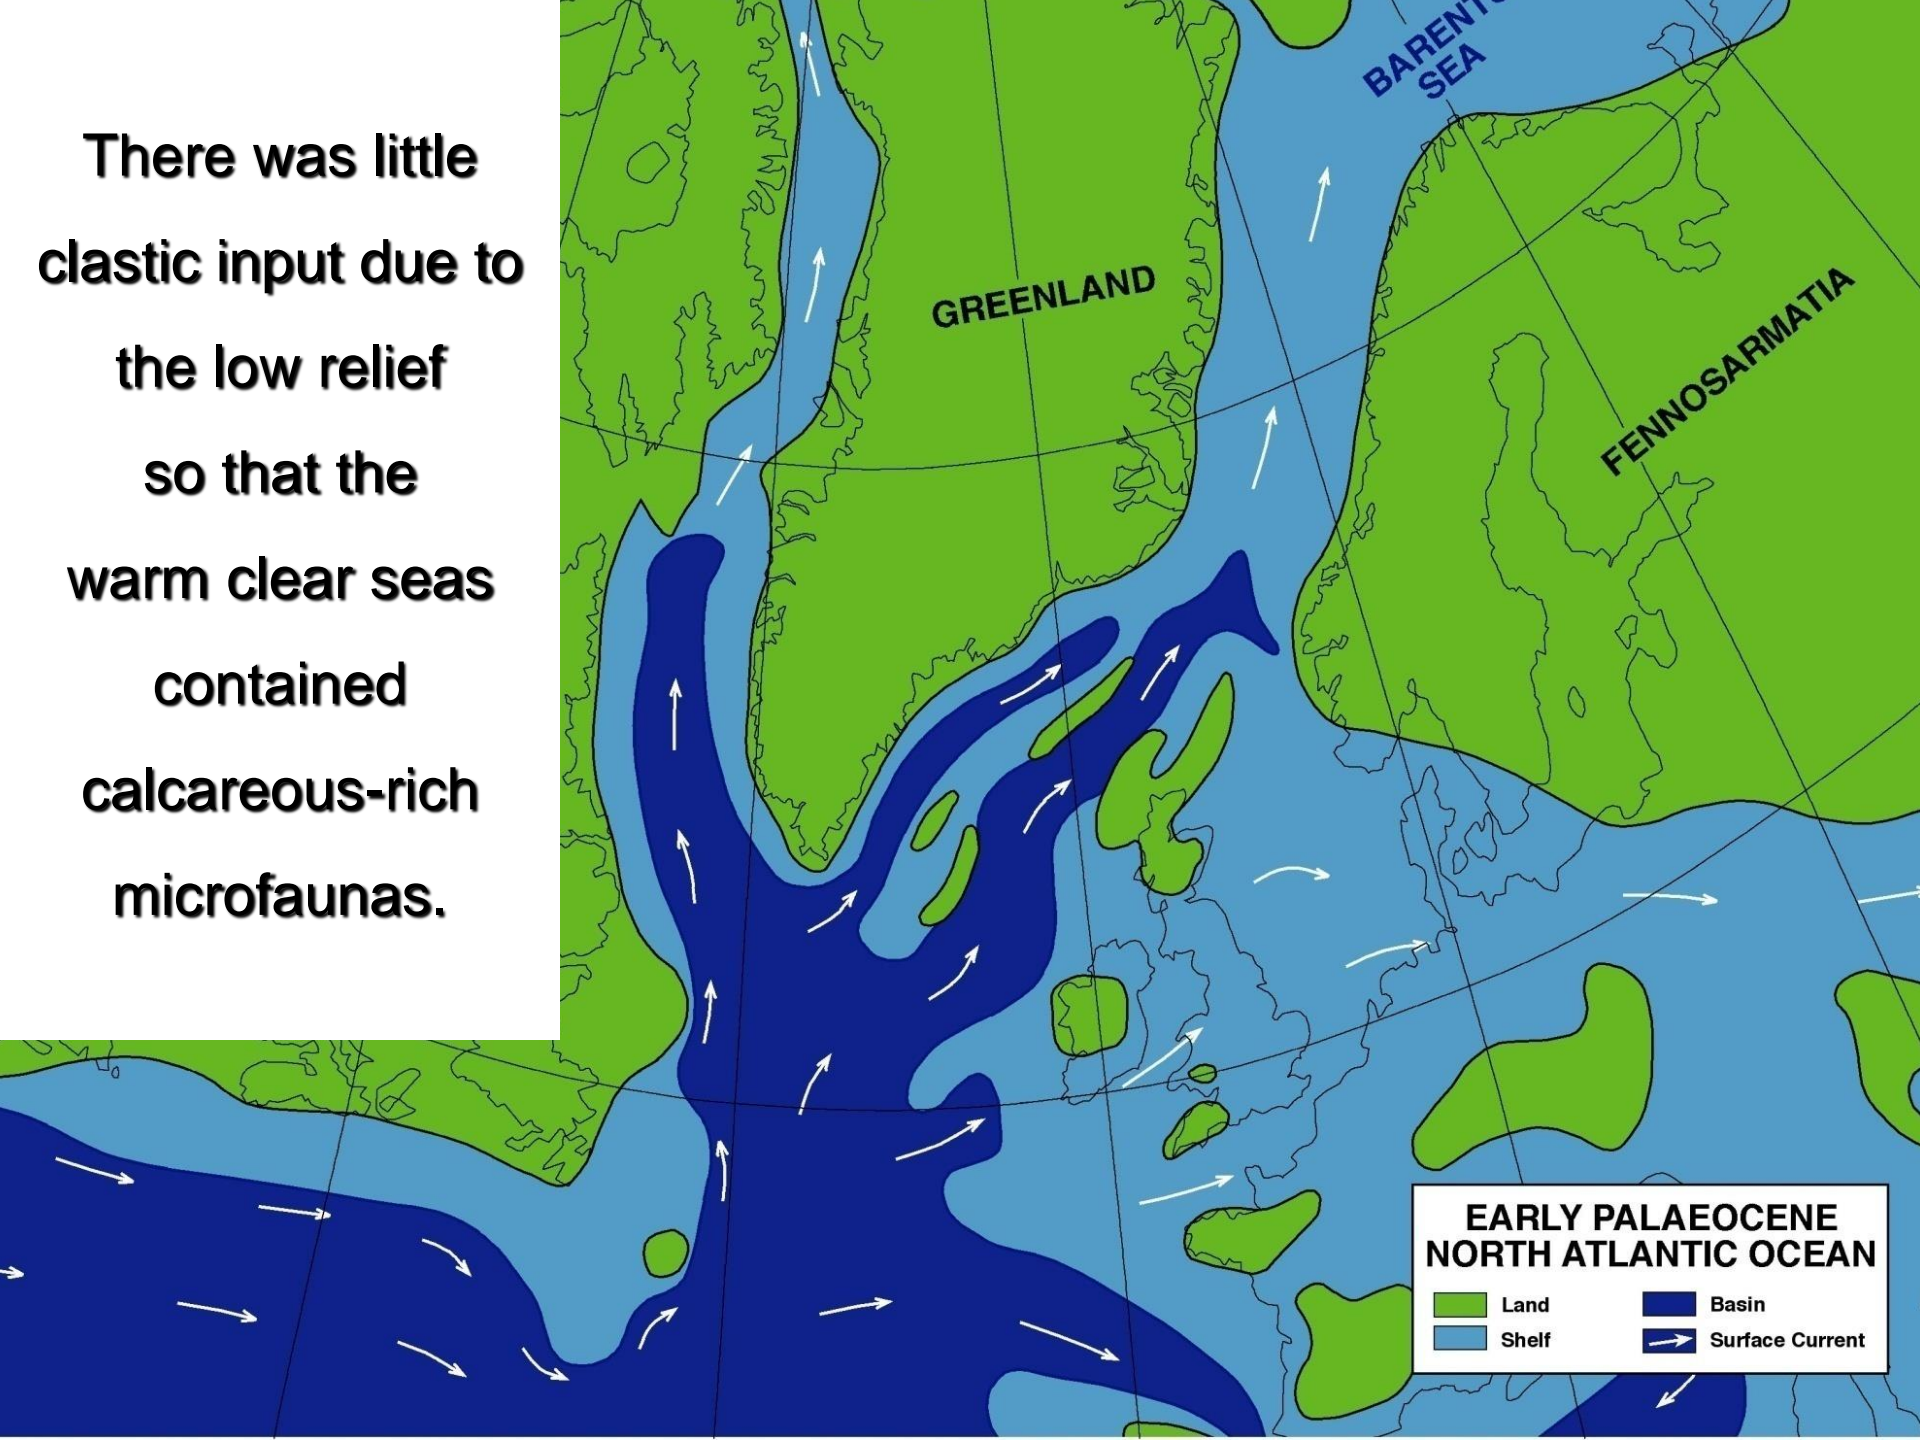 There was little
clastic input due to
the low relief
so that the
warm clear seas
contained
calcareous-rich
microfaunas.
BARENTS
SEA
GREENLAND
FENNOSARMATIA
EARLY PALAEOCENE
NORTH ATLANTIC OCEAN
Land
Basin
Shelf
Surface Current